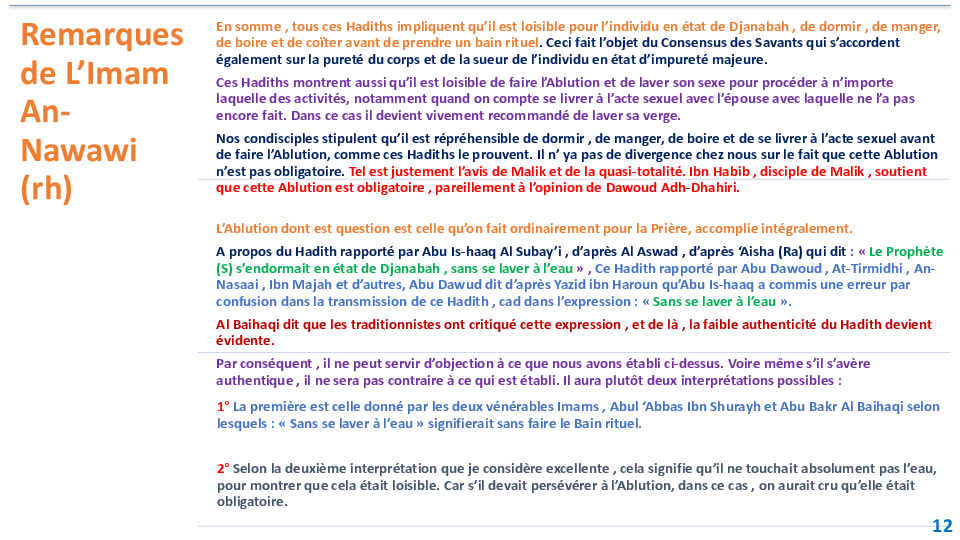 Remarques
de L’Imam
An-
Nawawi
(rh)
En somme , tous ces Hadiths impliquent qu’il est loisible pour l’individu en état de Djanabah , de dormir , de manger,
de boire et de coïter avant de prendre un bain rituel. Ceci fait l’objet du Consensus des Savants qui s’accordent
également sur la pureté du corps et de la sueur de l’individu en état d’impureté majeure.
Ces Hadiths montrent aussi qu’il est loisible de faire l’Ablution et de laver son sexe pour procéder à n’importe
laquelle des activités, notamment quand on compte se livrer à l’acte sexuel avec l’épouse avec laquelle ne l’a pas
encore fait. Dans ce cas il devient vivement recommandé de laver sa verge.
Nos condisciples stipulent qu’il est répréhensible de dormir , de manger, de boire et de se livrer à l’acte sexuel avant
de faire l’Ablution, comme ces Hadiths le prouvent. Il n’ ya pas de divergence chez nous sur le fait que cette Ablution
n’est pas obligatoire. Tel est justement l’avis de Malik et de la quasi-totalité. Ibn Habib , disciple de Malik , soutient
que cette Ablution est obligatoire , pareillement à l’opinion de Dawoud Adh-Dhahiri.
L’Ablution dont est question est celle qu’on fait ordinairement pour la Prière, accomplie intégralement.
A propos du Hadith rapporté par Abu Is-haaq Al Subay’i , d’après Al Aswad , d’après ‘Aisha (Ra) qui dit : « Le Prophète
(S) s’endormait en état de Djanabah , sans se laver à l’eau » , Ce Hadith rapporté par Abu Dawoud , At-Tirmidhi , An-
Nasaai , Ibn Majah et d’autres, Abu Dawud dit d’après Yazid ibn Haroun qu’Abu Is-haaq a commis une erreur par
confusion dans la transmission de ce Hadith , cad dans l’expression : « Sans se laver à l’eau ».
Al Baihaqi dit que les traditionnistes ont critiqué cette expression , et de là , la faible authenticité du Hadith devient
évidente.
Par conséquent , il ne peut servir d’objection à ce que nous avons établi ci-dessus. Voire même s’il s’avère
authentique , il ne sera pas contraire à ce qui est établi. Il aura plutôt deux interprétations possibles :
1° La première est celle donné par les deux vénérables Imams , Abul ‘Abbas Ibn Shurayh et Abu Bakr Al Baihaqi selon
lesquels : « Sans se laver à l’eau » signifierait sans faire le Bain rituel.
2° Selon la deuxième interprétation que je considère excellente , cela signifie qu’il ne touchait absolument pas l’eau,
pour montrer que cela était loisible. Car s’il devait persévérer à l’Ablution, dans ce cas , on aurait cru qu’elle était
obligatoire.
12